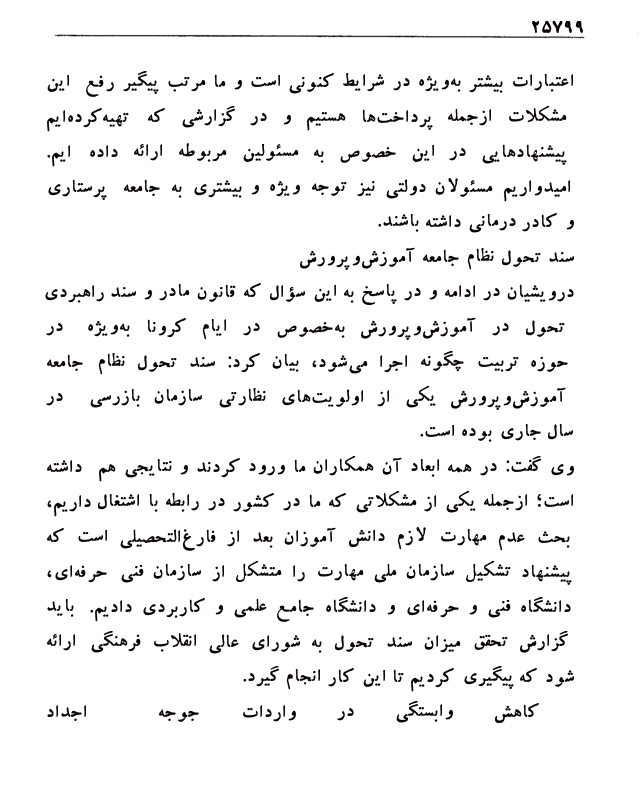 ۲۵۷۹۹
اعتبارات بیشتر به‌ویژه در شرایط کنونی است و ما مرتب پیگیر رفع این
مشکلات ازجمله پرداخت‌ها هستیم و در گزارشی که تهیه‌کرده‌ایم
پیشنهادهایی در این خصوص به مسئولین مربوطه ارائه داده ایم.
امیدواریم مسئولان دولتی نیز توجه ویژه و بیشتری به جامعه پرستاری
و کادر درمانی داشته باشند.
سند تحول نظام جامعه آموزش‌وپرورش
درویشیان در ادامه و در پاسخ به این سؤال که قانون مادر و سند راهبردی
تحول در آموزش‌وپرورش به‌خصوص در ایام کرونا به‌ویژه در
حوزه تربیت چگونه اجرا می‌شود، بیان کرد: سند تحول نظام جامعه
آموزش‌وپرورش یکی از اولویت‌های نظارتی سازمان بازرسی در
سال جاری بوده است.
وی گفت: در همه ابعاد آن همکاران ما ورود کردند و نتایجی هم داشته
است؛ ازجمله یکی از مشکلاتی که ما در کشور در رابطه با اشتغال داریم،
بحث عدم مهارت لازم دانش آموزان بعد از فارغ‌التحصیلی است که
پیشنهاد تشکیل سازمان ملی مهارت را متشکل از سازمان فنی حرفه‌ای،
دانشگاه فنی و حرفه‌ای و دانشگاه جامع علمی و کاربردی دادیم. باید
گزارش تحقق میزان سند تحول به شورای عالی انقلاب فرهنگی ارائه
شود که پیگیری کردیم تا این کار انجام گیرد.
کاهش وابستگی در واردات جوجه اجداد